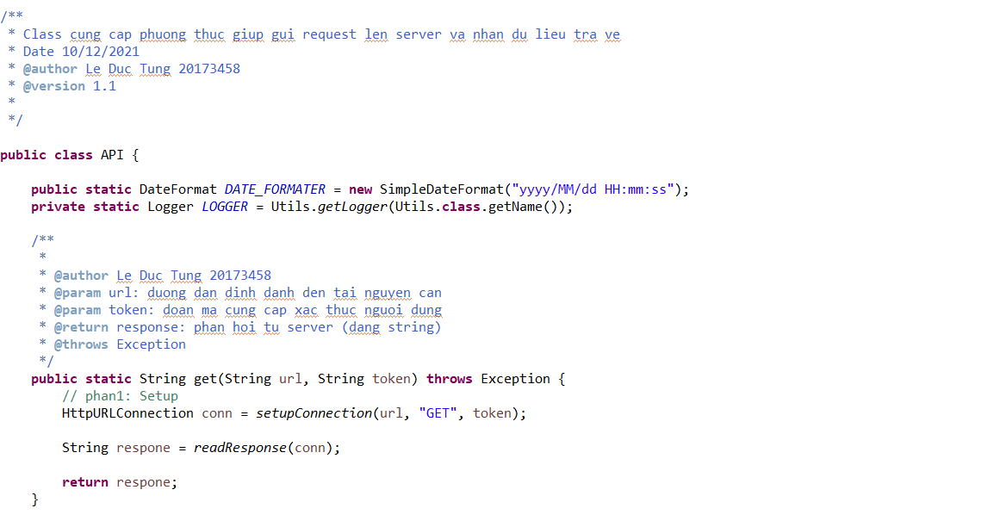 /**
 * Class cung cap phuong thuc giup gui request len server va nhan du lieu tra ve
 * Date 10/12/2021
 * @author Le Duc Tung 20173458
 * @version 1.1
 *
 */
public class API {
    public static DateFormat DATE_FORMATER = new SimpleDateFormat("yyyy/MM/dd HH:mm:ss");
    private static Logger LOGGER = Utils.getLogger(Utils.class.getName());
    /**
     *
     * @author Le Duc Tung 20173458
     * @param url: duong dan dinh danh den tai nguyen can
     * @param token: doan ma cung cap xac thuc nguoi dung
     * @return response: phan hoi tu server (dang string)
     * @throws Exception
     */
    public static String get(String url, String token) throws Exception {
        // phan1: Setup
        HttpURLConnection conn = setupConnection(url, "GET", token);
        String respone = readResponse(conn);
        return respone;
    }